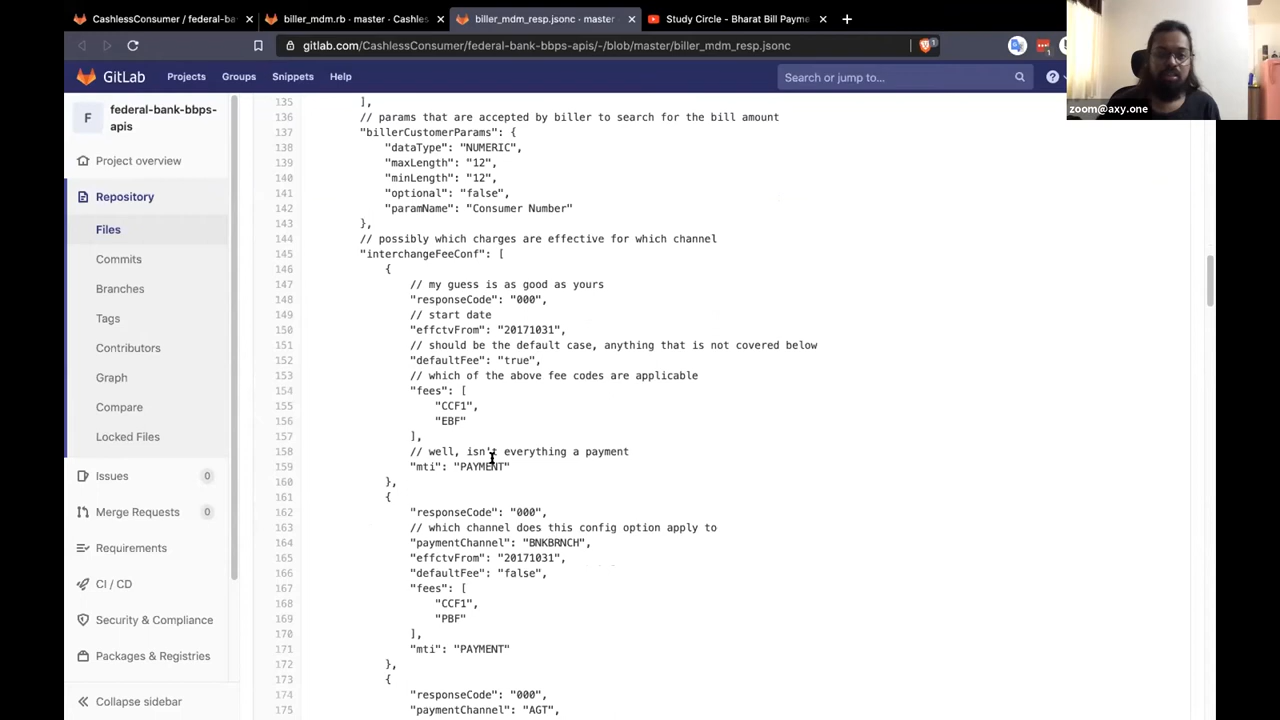 CashlessConsumer / federal-ban
biller_mdm.rb · master · Cashles
biller_mdm_resp.jsonc · master ·
Study Circle - Bharat Bill Payme
gitlab.com/CashlessConsumer/federal-bank-bbps-apis/-/blob/master/biller_mdm_resp.jsonc
1
GitLab
Projects
Groups
Snippets
Help
Search or jump to...
zoom@axy.one
F
federal-bank-bbps-
apis
Project overview
Repository
Files
Commits
Branches
Tags
Contributors
Graph
Compare
Locked Files
Issues 0
Merge Requests 0
Requirements
CI / CD
Security & Compliance
Packages & Registries
Collapse sidebar
135 ],
136 // params that are accepted by biller to search for the bill amount
137 "billerCustomerParams": {
138 "dataType": "NUMERIC",
139 "maxLength": "12",
140 "minLength": "12",
141 "optional": "false",
142 "paramName": "Consumer Number"
143 },
144 // possibly which charges are effective for which channel
145 "interchangeFeeConf": [
146 {
147 // my guess is as good as yours
148 "responseCode": "000",
149 // start date
150 "effctvFrom": "20171031",
151 // should be the default case, anything that is not covered below
152 "defaultFee": "true",
153 // which of the above fee codes are applicable
154 "fees": [
155 "CCF1",
156 "EBF"
157 ],
158 // well, isn't everything a payment
159 "mti": "PAYMENT"
160 },
161 {
162 "responseCode": "000",
163 // which channel does this config option apply to
164 "paymentChannel": "BNKBRNCH",
165 "effctvFrom": "20171031",
166 "defaultFee": "false",
167 "fees": [
168 "CCF1",
169 "PBF"
170 ],
171 "mti": "PAYMENT"
172 },
173 {
174 "responseCode": "000",
175 "paymentChannel": "AGT",